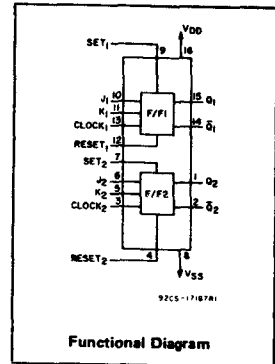 SET1
VDD
9 16
J1 10
K1 11
CLOCK1 13
F/F1
15 Q1
14 Q̅1
RESET1 12
SET2 7
J2 6
K2 5
CLOCK2 3
F/F2
1 Q2
2 Q̅2
RESET2 4
8
VSS
92CS-17187R1
Functional Diagram